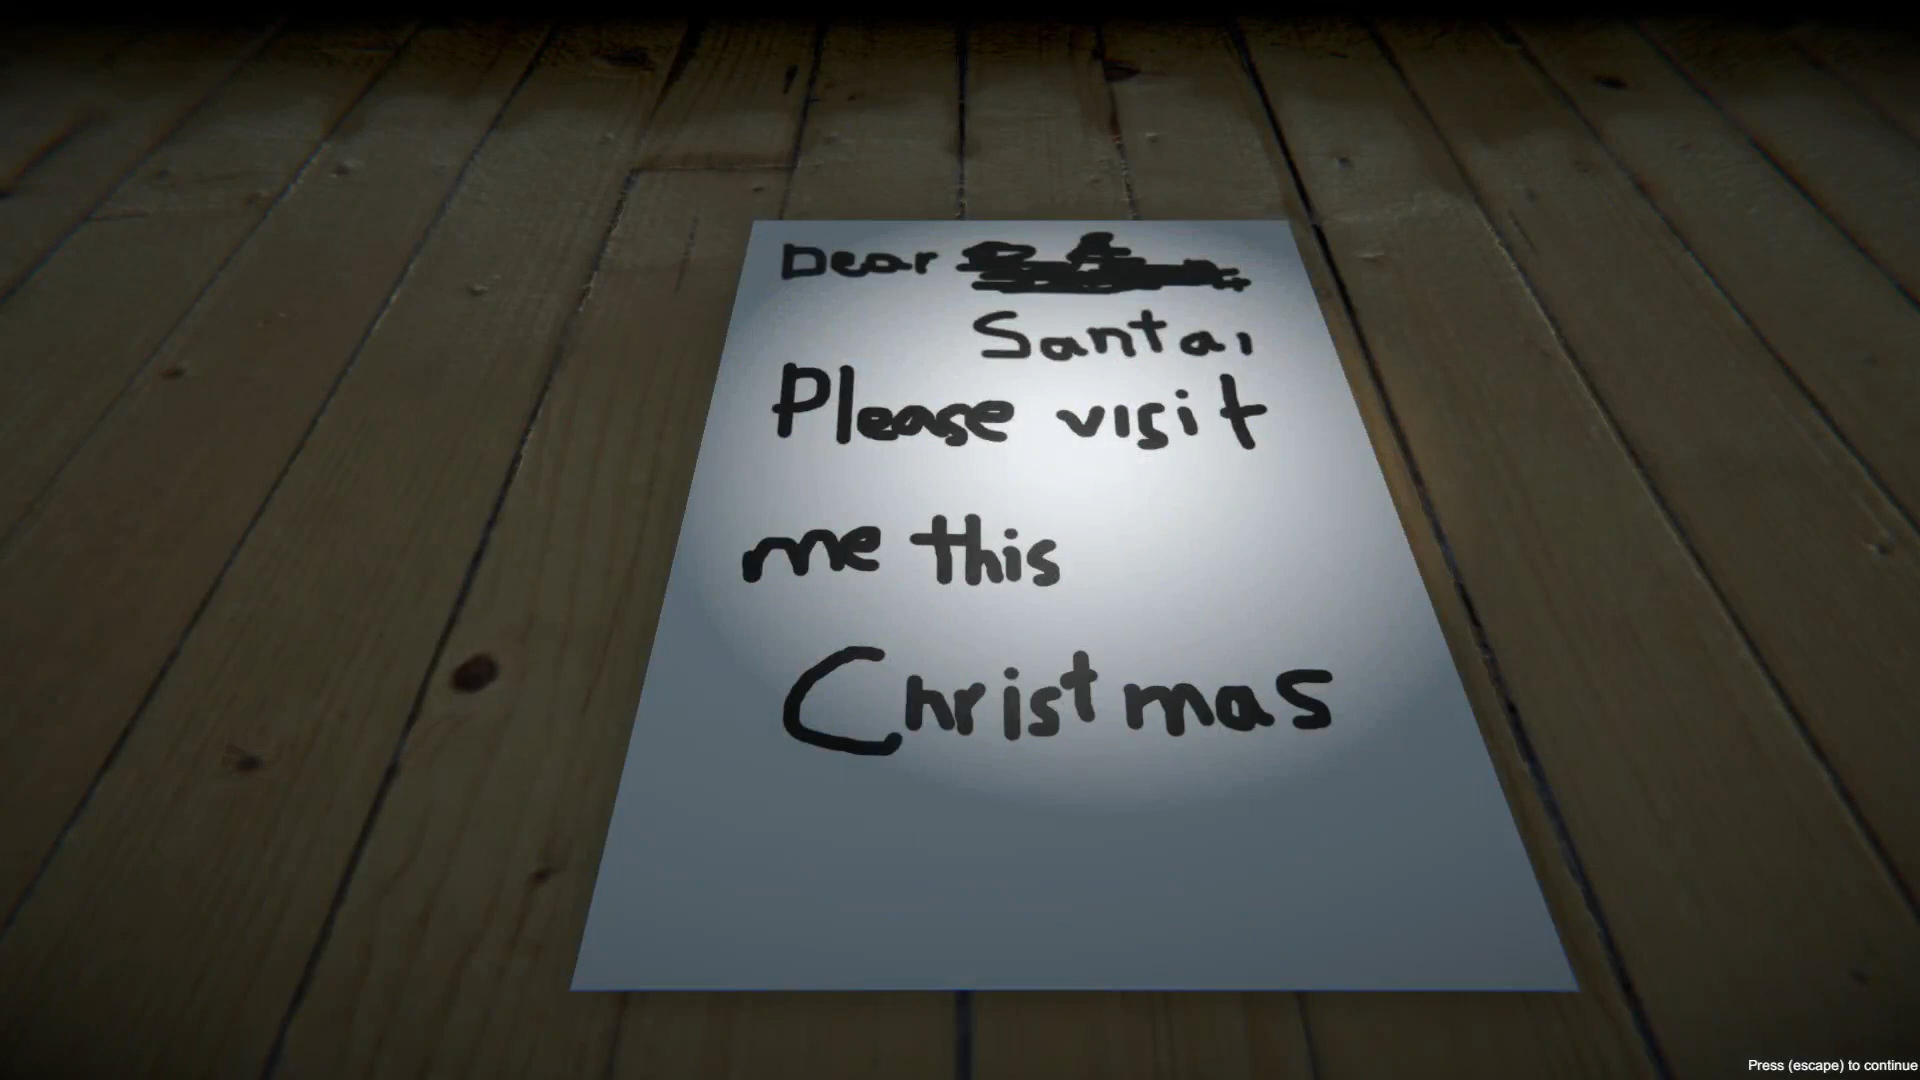 Dear
Santa,
Please visit
me this
Christmas
Press (escape) to continue